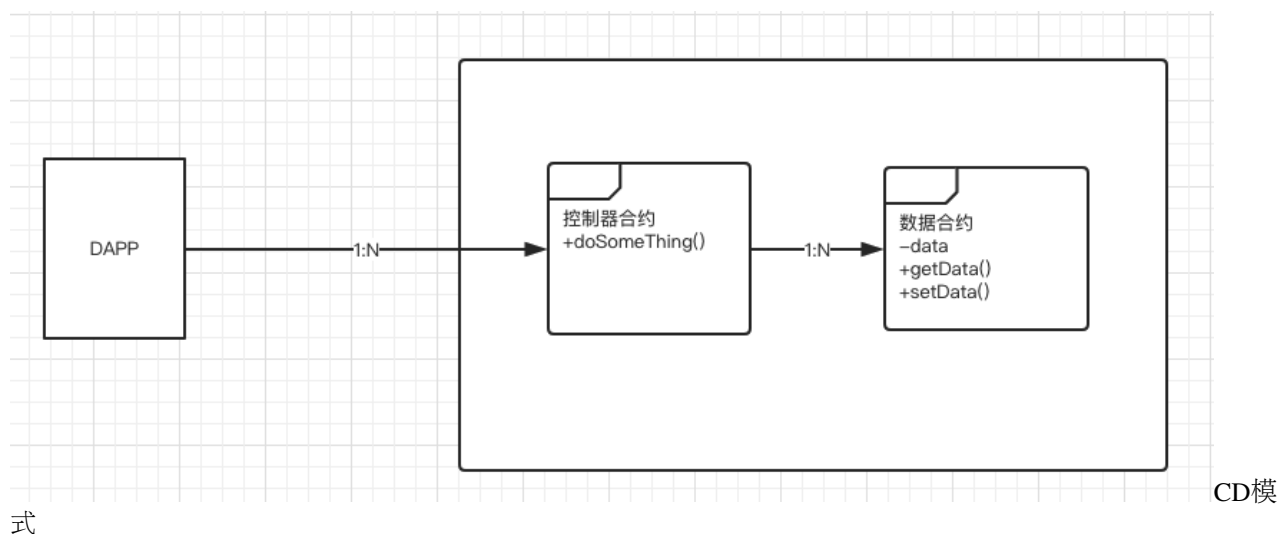 DAPP
1:N
控制器合约
+doSomeThing()
1:N
数据合约
-data
+getData()
+setData()
CD模
式